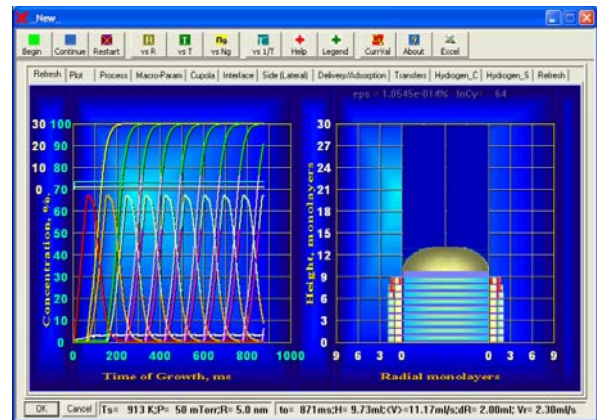 _New_
Begin Continue Restart vs R vs T vs Ng vs 1/T Help Legend CurrVal About Excel
Refresh Plot Process Macro-Param Cupola Interface Side (Lateral) Delivery/Adsorption Transfers Hydrogen_C Hydrogen_S Refresh
eps = 1.0545e-014% InCy= 64
30 100
20 90
10 80
0 70
60
50
40
30
20
10
0
Concentration, %
0 200 400 600 800 1000
Time of Growth, ms
30
27
24
21
18
15
12
9
6
3
0
Height, monolayers
9 6 3 0 0 3 6 9
Radial monolayers
OK Cancel Ts= 913 K;P= 50 mTorr;R= 5.0 nm to= 871ms;H= 9.73ml;<V>=11.17ml/s;dR= 2.00ml; Vr= 2.30ml/s